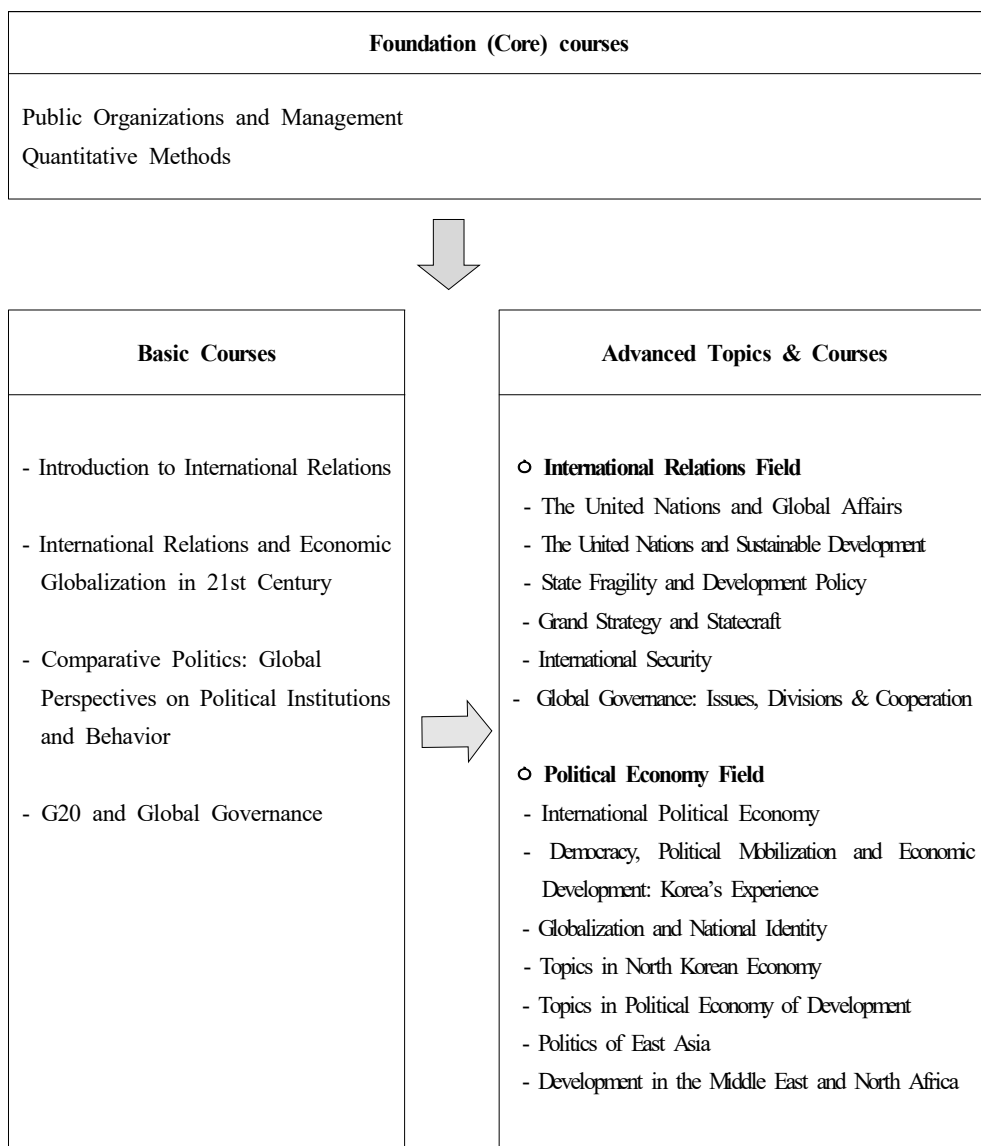 Foundation (Core) courses
Public Organizations and Management
Quantitative Methods
Basic Courses
- Introduction to International Relations
- International Relations and Economic
Globalization in 21st Century
- Comparative Politics: Global
Perspectives on Political Institutions
and Behavior
- G20 and Global Governance
Advanced Topics & Courses
○ International Relations Field
- The United Nations and Global Affairs
- The United Nations and Sustainable Development
- State Fragility and Development Policy
- Grand Strategy and Statecraft
- International Security
- Global Governance: Issues, Divisions & Cooperation
○ Political Economy Field
- International Political Economy
- Democracy, Political Mobilization and Economic
Development: Korea's Experience
- Globalization and National Identity
- Topics in North Korean Economy
- Topics in Political Economy of Development
- Politics of East Asia
- Development in the Middle East and North Africa